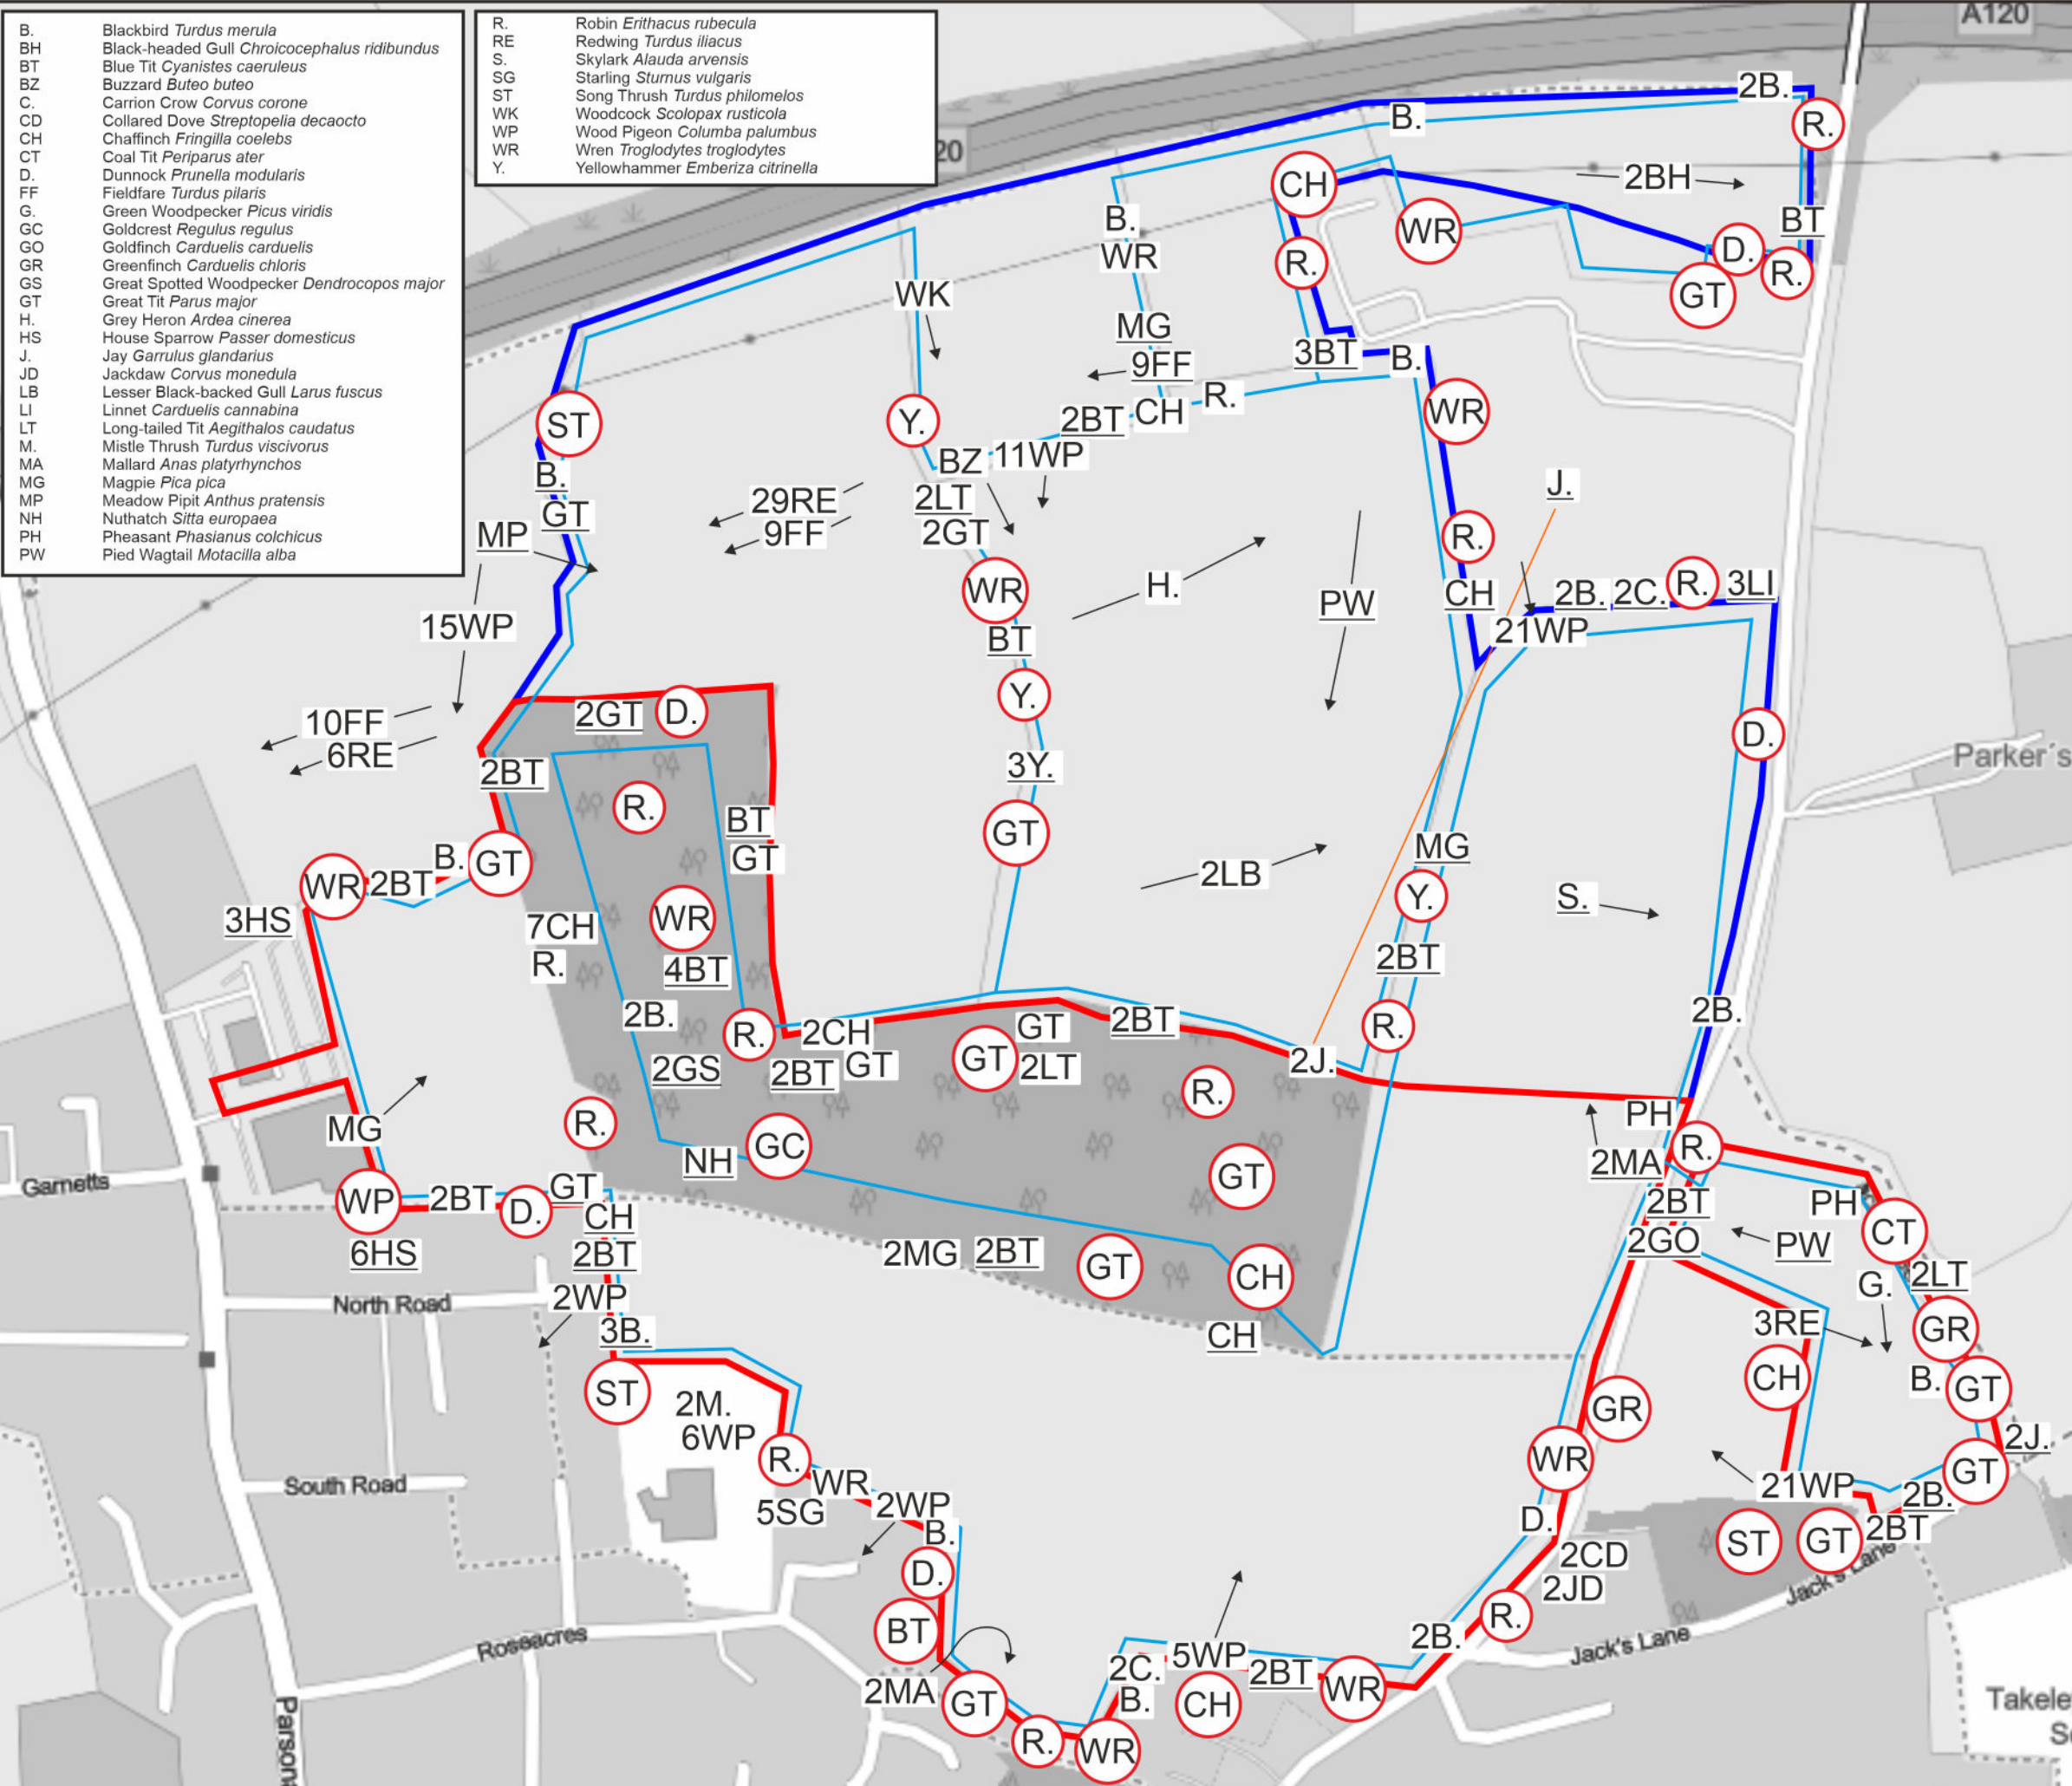 B. Blackbird Turdus merula
BH Black-headed Gull Chroicocephalus ridibundus
BT Blue Tit Cyanistes caeruleus
BZ Buzzard Buteo buteo
C. Carrion Crow Corvus corone
CD Collared Dove Streptopelia decaocto
CH Chaffinch Fringilla coelebs
CT Coal Tit Periparus ater
D. Dunnock Prunella modularis
FF Fieldfare Turdus pilaris
G. Green Woodpecker Picus viridis
GC Goldcrest Regulus regulus
GO Goldfinch Carduelis carduelis
GR Greenfinch Carduelis chloris
GS Great Spotted Woodpecker Dendrocopos major
GT Great Tit Parus major
H. Grey Heron Ardea cinerea
HS House Sparrow Passer domesticus
J. Jay Garrulus glandarius
JD Jackdaw Corvus monedula
LB Lesser Black-backed Gull Larus fuscus
LI Linnet Carduelis cannabina
LT Long-tailed Tit Aegithalos caudatus
M. Mistle Thrush Turdus viscivorus
MA Mallard Anas platyrhynchos
MG Magpie Pica pica
MP Meadow Pipit Anthus pratensis
NH Nuthatch Sitta europaea
PH Pheasant Phasianus colchicus
PW Pied Wagtail Motacilla alba
R. Robin Erithacus rubecula
RE Redwing Turdus iliacus
S. Skylark Alauda arvensis
SG Starling Sturnus vulgaris
ST Song Thrush Turdus philomelos
WK Woodcock Scolopax rusticola
WP Wood Pigeon Columba palumbus
WR Wren Troglodytes troglodytes
Y. Yellowhammer Emberiza citrinella
A120
20
2B.
B.
R.
2BH
CH
B.
WR
BT
WR
D.
R.
R.
GT
WK
MG
9FF
3BT
B.
R.
CH
2BT
WR
ST
Y.
BZ
11WP
B.
GT
29RE
9FF
2LT
2GT
J.
MP
R.
WR
H.
PW
CH
2B.
2C.
R.
3LI
21WP
15WP
BT
Y.
10FF
6RE
2GT
D.
D.
Parker's
3Y.
2BT
R.
BT
GT
GT
MG
B.
GT
WR
2BT
2LB
Y.
S.
3HS
7CH
R.
WR
4BT
2BT
2B.
R.
2CH
GT
2BT
R.
2B.
2GS
2BT
GT
GT
2LT
2J.
R.
MG
R.
GC
NH
GT
PH
R.
2MA
Garnetts
WP
2BT
D.
GT
CH
2BT
PH
CT
6HS
2BT
2MG
2BT
GT
CH
2GO
PW
G.
2LT
North Road
2WP
3B.
CH
3RE
GR
ST
2M.
6WP
CH
B.
GT
GR
2J.
South Road
R.
WR
5SG
2WP
B.
WR
21WP
GT
2B.
D.
2BT
ST
GT
D.
2CD
2JD
Jack's Lane
BT
R.
Roseacres
2B.
Jack's Lane
5WP
2C.
B.
2BT
WR
CH
2MA
GT
R.
WR
Parsona
Takele